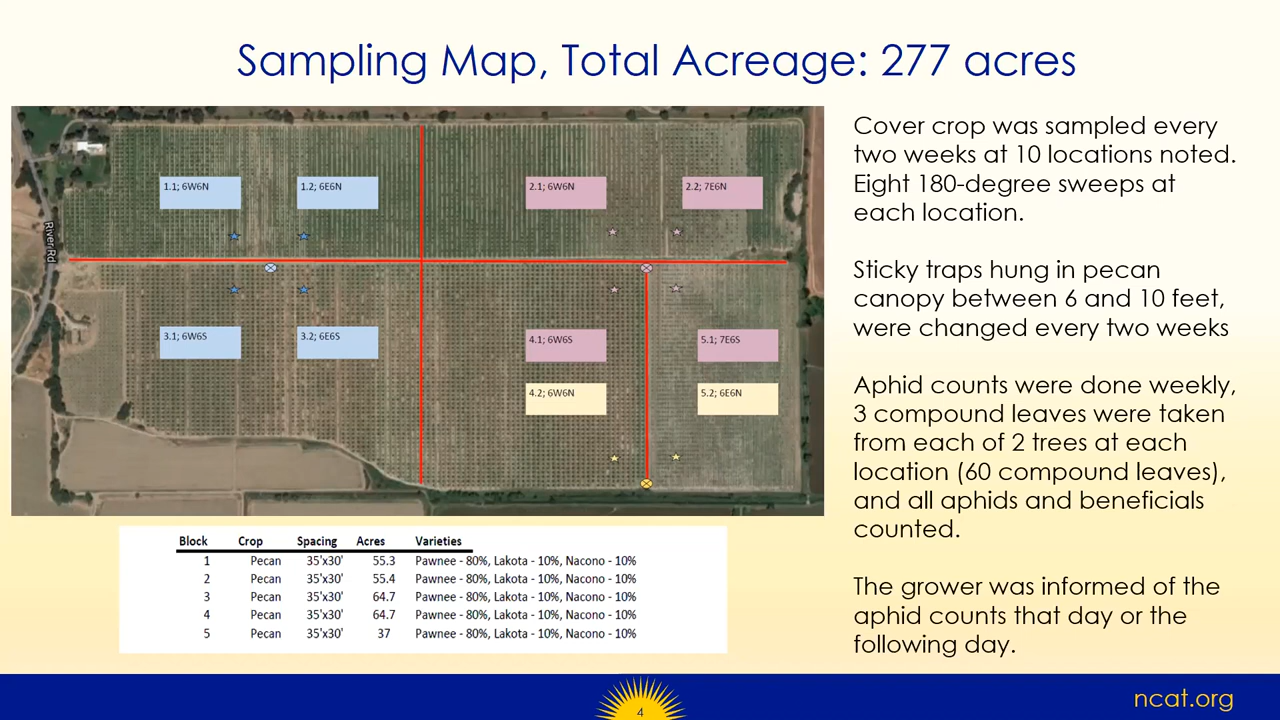 Sampling Map, Total Acreage: 277 acres
1.1; 6W6N
1.2; 6E6N
2.1; 6W6N
2.2; 7E6N
River Rd
3.1; 6W6S
3.2; 6E6S
4.1; 6W6S
5.1; 7E6S
4.2; 6W6N
5.2; 6E6N
Block Crop Spacing Acres Varieties
1 Pecan 35'x30' 55.3 Pawnee - 80%, Lakota - 10%, Nacono - 10%
2 Pecan 35'x30' 55.4 Pawnee - 80%, Lakota - 10%, Nacono - 10%
3 Pecan 35'x30' 64.7 Pawnee - 80%, Lakota - 10%, Nacono - 10%
4 Pecan 35'x30' 64.7 Pawnee - 80%, Lakota - 10%, Nacono - 10%
5 Pecan 35'x30' 37 Pawnee - 80%, Lakota - 10%, Nacono - 10%
Cover crop was sampled every
two weeks at 10 locations noted.
Eight 180-degree sweeps at
each location.
Sticky traps hung in pecan
canopy between 6 and 10 feet,
were changed every two weeks
Aphid counts were done weekly,
3 compound leaves were taken
from each of 2 trees at each
location (60 compound leaves),
and all aphids and beneficials
counted.
The grower was informed of the
aphid counts that day or the
following day.
4
ncat.org